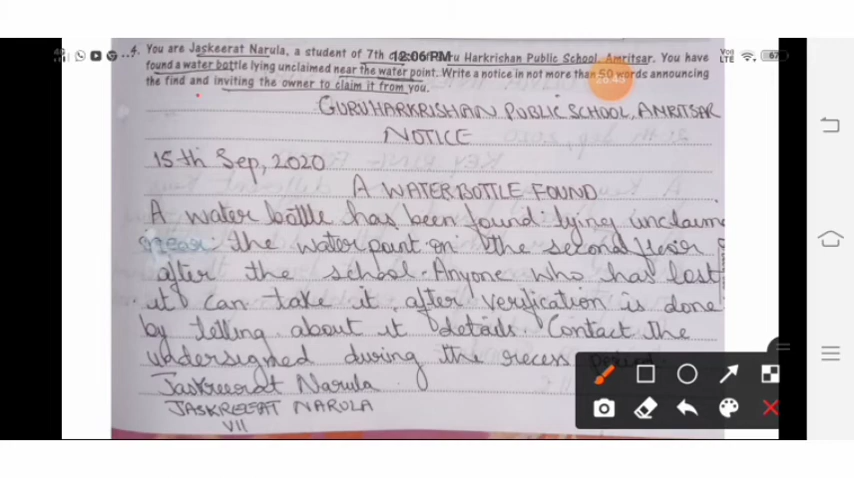 4. You are Jaskeerat Narula, a student of 7th c 12:06 PM ru Harkrishan Public School, Amritsar. You have
found a water bottle lying unclaimed near the water point. Write a notice in not more than 50 words announcing
the find and inviting the owner to claim it from you.
GURU HARKRISHAN PUBLIC SCHOOL, AMRITSAR
NOTICE
15th Sep, 2020
A WATER BOTTLE FOUND
A water bottle has been found lying unclaim
near the water point on the second floor
after the school. Anyone who has lost
it can take it after verification is done
by telling about it details. Contact the
undersigned during the recess period.
Jaskeerat Narula
JASKREEAT NARULA
VII